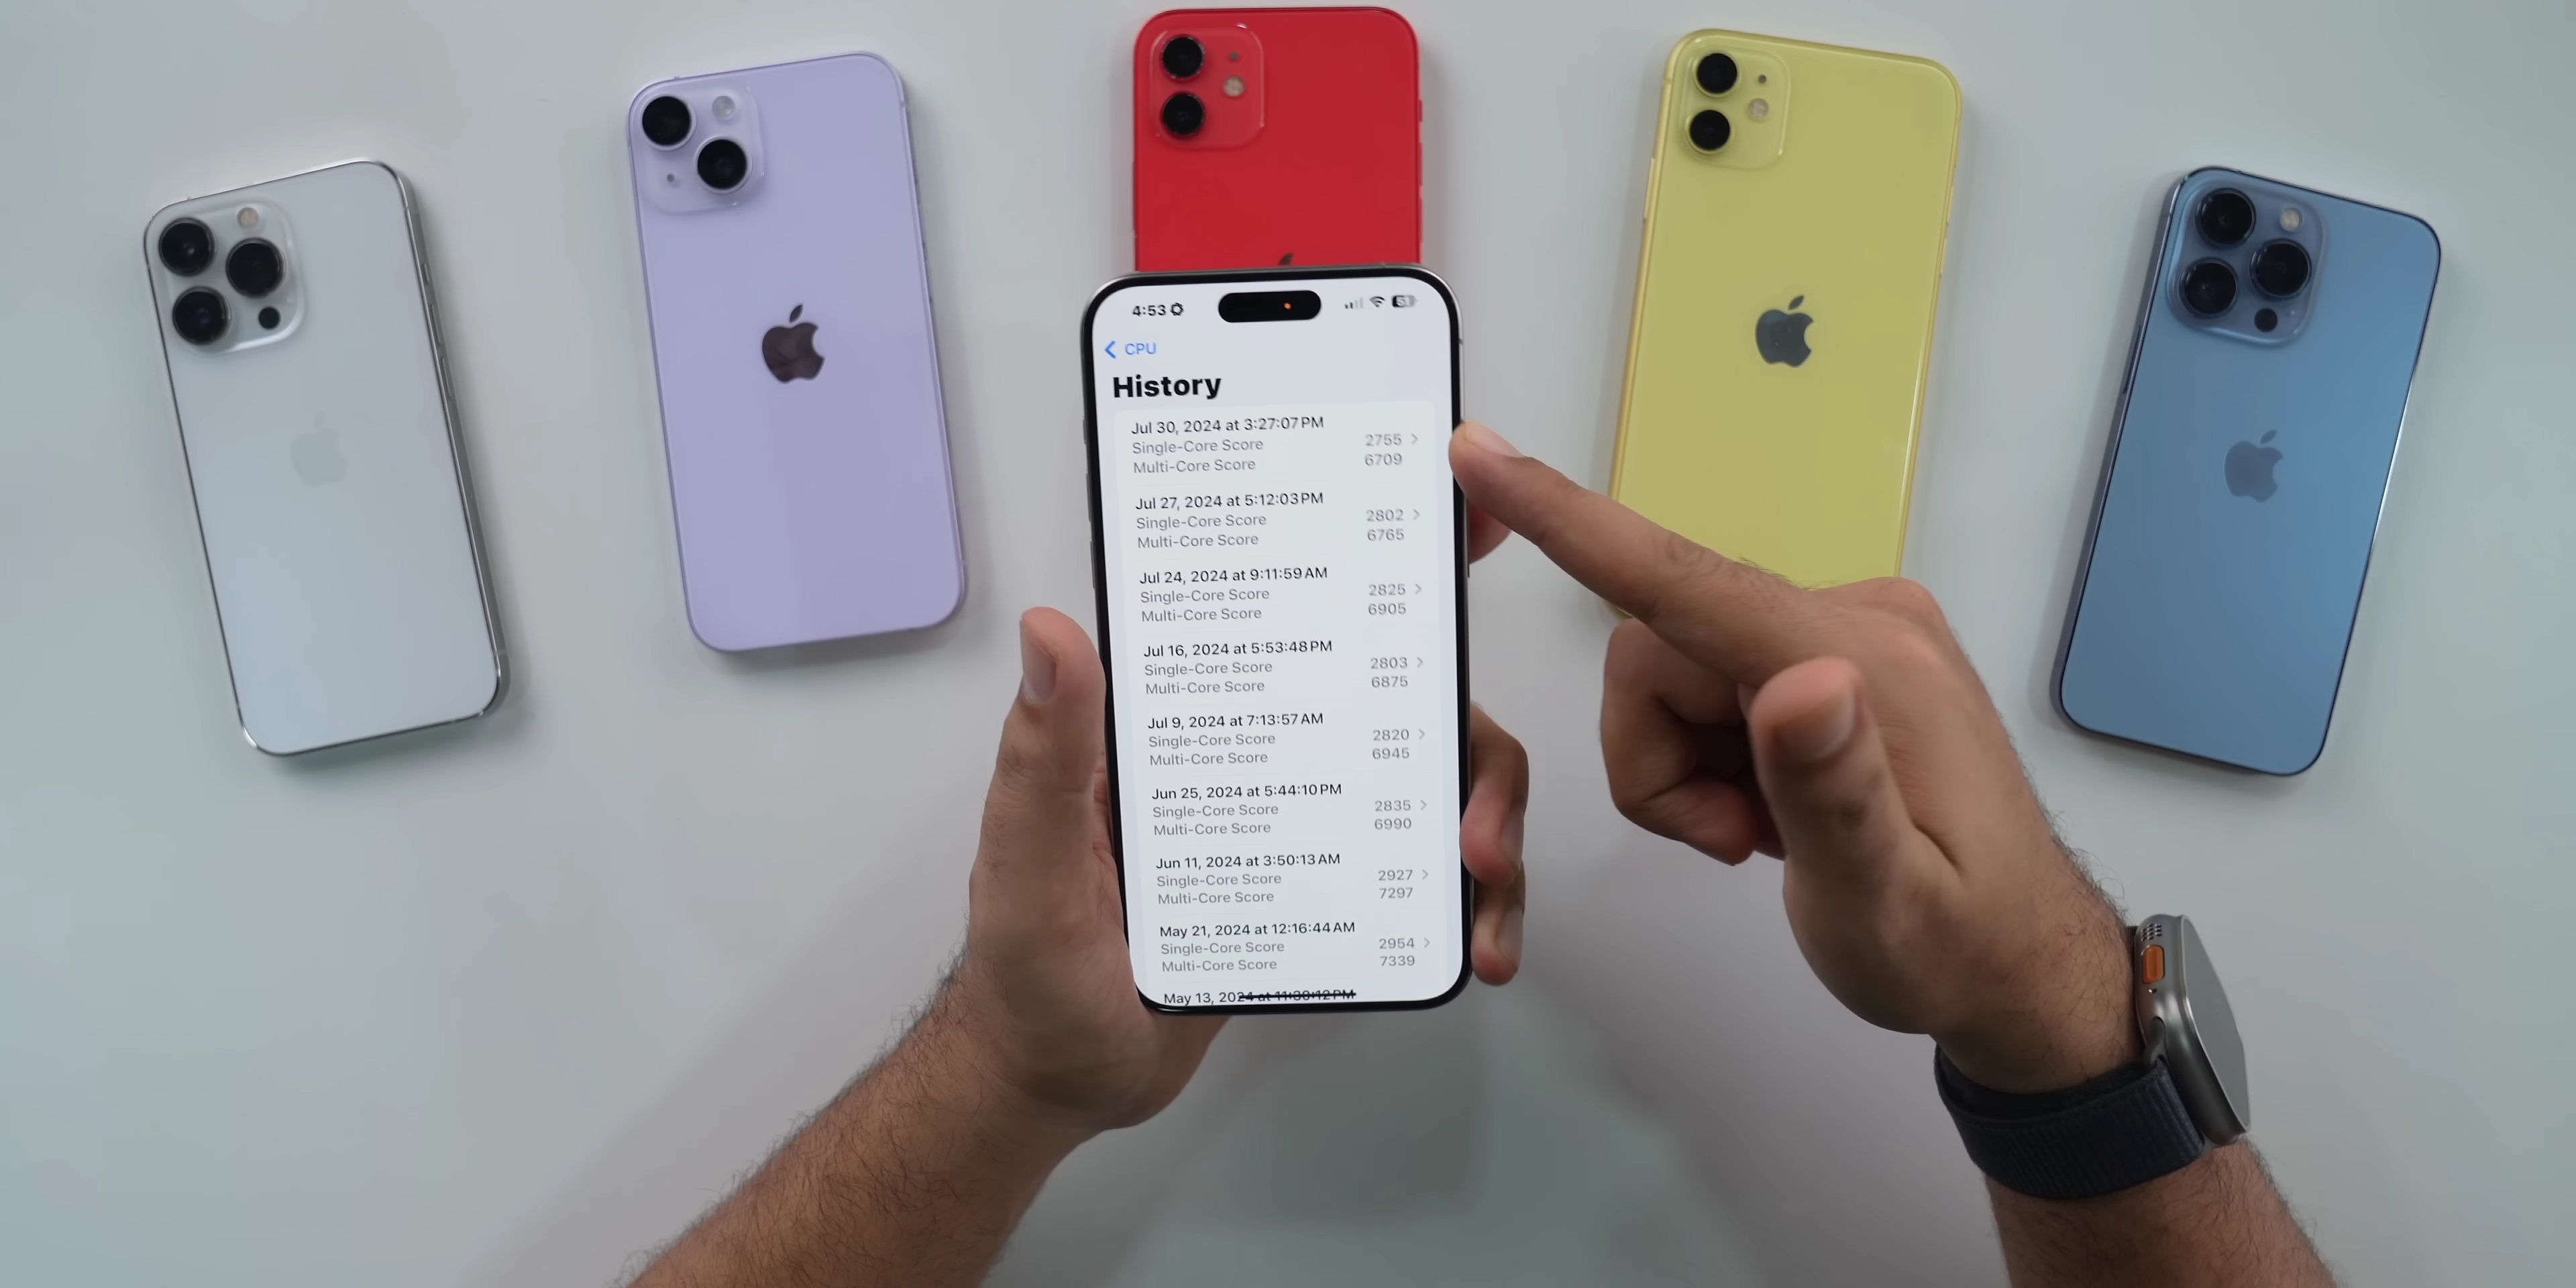 4:53
CPU
History
Jul 30, 2024 at 3:27:07 PM
Single-Core Score 2755
Multi-Core Score 6709
Jul 27, 2024 at 5:12:03 PM
Single-Core Score 2802
Multi-Core Score 6765
Jul 24, 2024 at 9:11:59 AM
Single-Core Score 2825
Multi-Core Score 6905
Jul 16, 2024 at 5:53:48 PM
Single-Core Score 2803
Multi-Core Score 6875
Jul 9, 2024 at 7:13:57 AM
Single-Core Score 2820
Multi-Core Score 6945
Jun 25, 2024 at 5:44:10 PM
Single-Core Score 2835
Multi-Core Score 6990
Jun 11, 2024 at 3:50:13 AM
Single-Core Score 2927
Multi-Core Score 7297
May 21, 2024 at 12:16:44 AM
Single-Core Score 2954
Multi-Core Score 7339
May 13, 2024 at